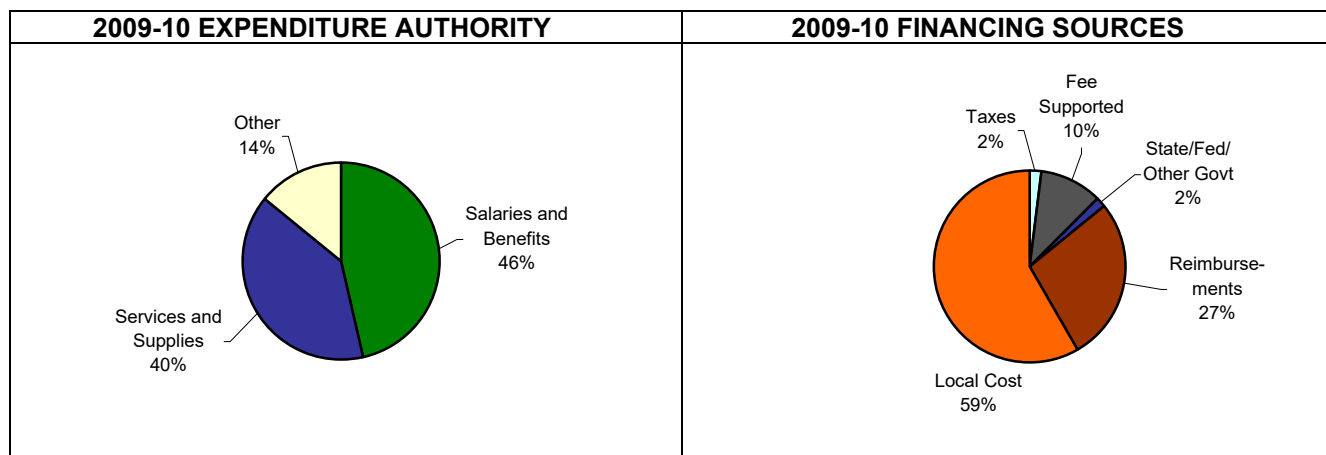 2009-10 EXPENDITURE AUTHORITY
Other
14%
Salaries and
Benefits
46%
Services and
Supplies
40%
2009-10 FINANCING SOURCES
Taxes
2%
Fee
Supported
10%
State/Fed/
Other Govt
2%
Reimburse-
ments
27%
Local Cost
59%